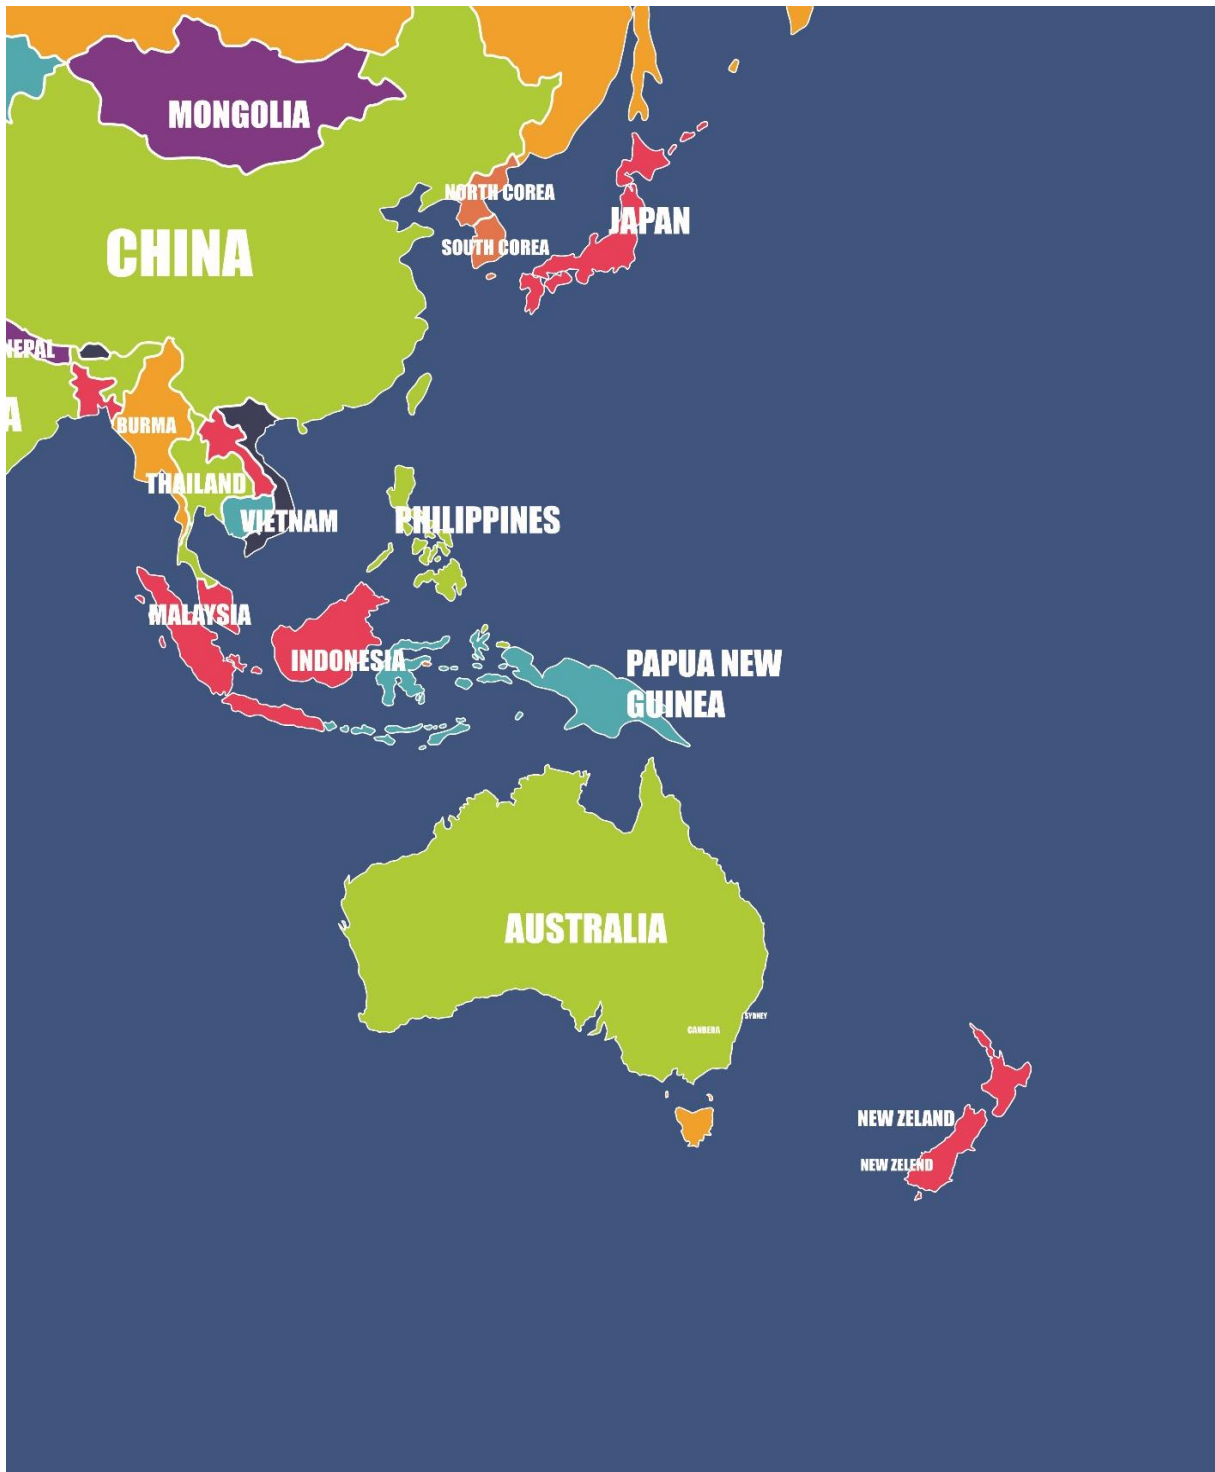 MONGOLIA
NORTH COREA
JAPAN
CHINA
SOUTH COREA
NEPAL
A
BURMA
THAILAND
VIETNAM
PHILIPPINES
MALAYSIA
INDONESIA
PAPUA NEW
GUINEA
AUSTRALIA
SYDNEY
CANBERA
NEW ZELAND
NEW ZELEND